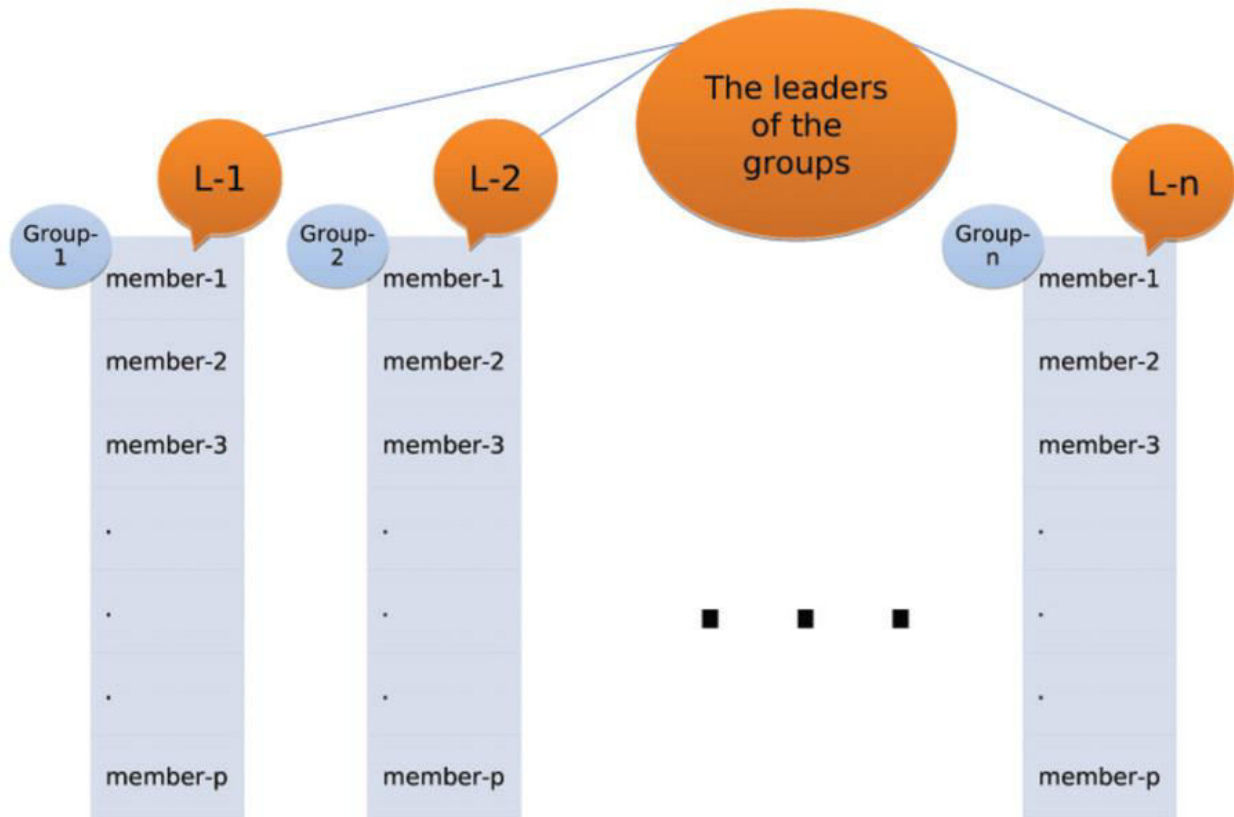 The leaders
of the
groups
L-1
L-2
L-n
Group-
1
member-1
member-2
member-3
.
.
.
member-p
Group-
2
member-1
member-2
member-3
.
.
.
member-p
. . .
Group-
n
member-1
member-2
member-3
.
.
.
member-p